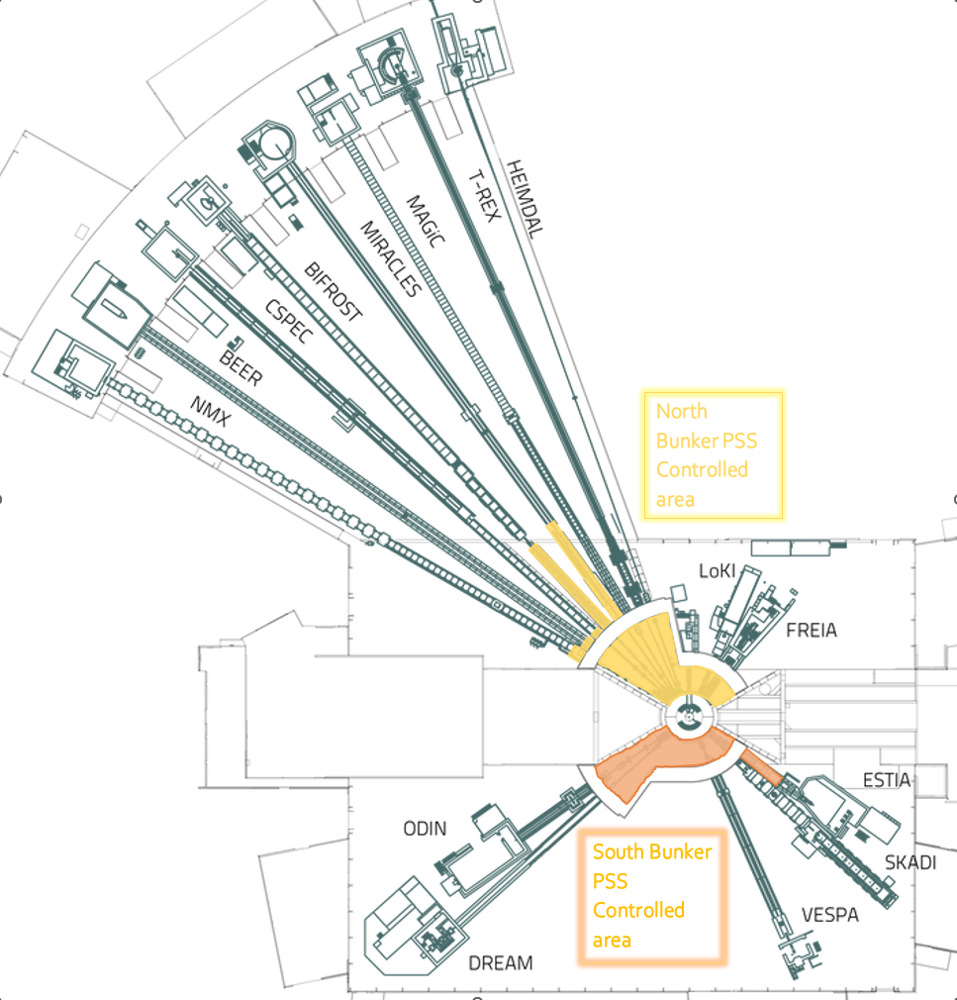 HEIMDAL
T-REX
MAGiC
MIRACLES
BIFROST
CSPEC
BEER
NMX
North
Bunker PSS
Controlled
area
LoKI
FREIA
ESTIA
SKADI
VESPA
ODIN
DREAM
South Bunker
PSS
Controlled
area